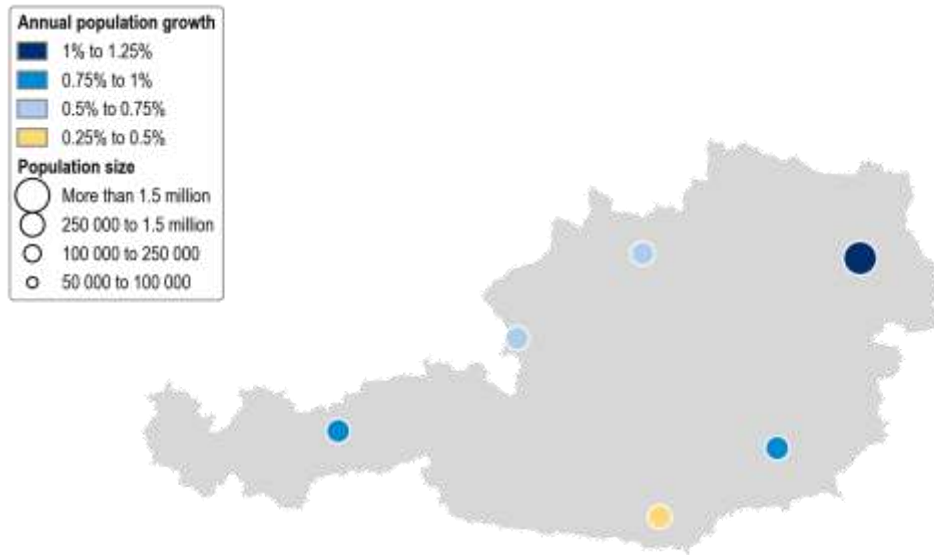 Annual population growth
1% to 1.25%
0.75% to 1%
0.5% to 0.75%
0.25% to 0.5%
Population size
More than 1.5 million
250 000 to 1.5 million
100 000 to 250 000
50 000 to 100 000